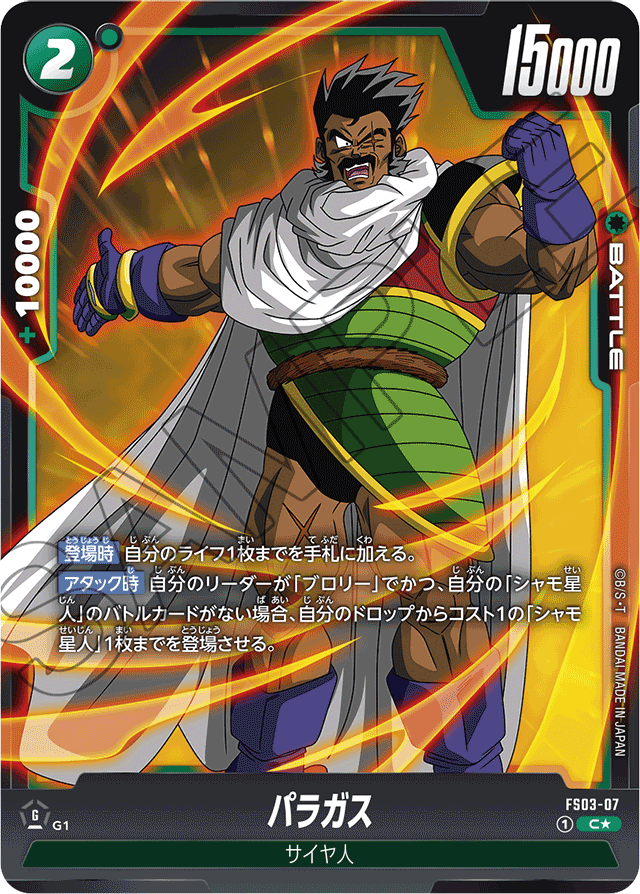 2
15000
+10000
BATTLE
SAMPLE
登場時 自分のライフ1枚までを手札に加える。
アタック時 自分のリーダーが「ブロリー」でかつ、自分の「シャモ星
人」のバトルカードがない場合、自分のドロップからコスト1の「シャモ
星人」1枚までを登場させる。
©B/S・T BANDAI MADE IN JAPAN
パラガス
FS03-07
G G1
1 C★
サイヤ人